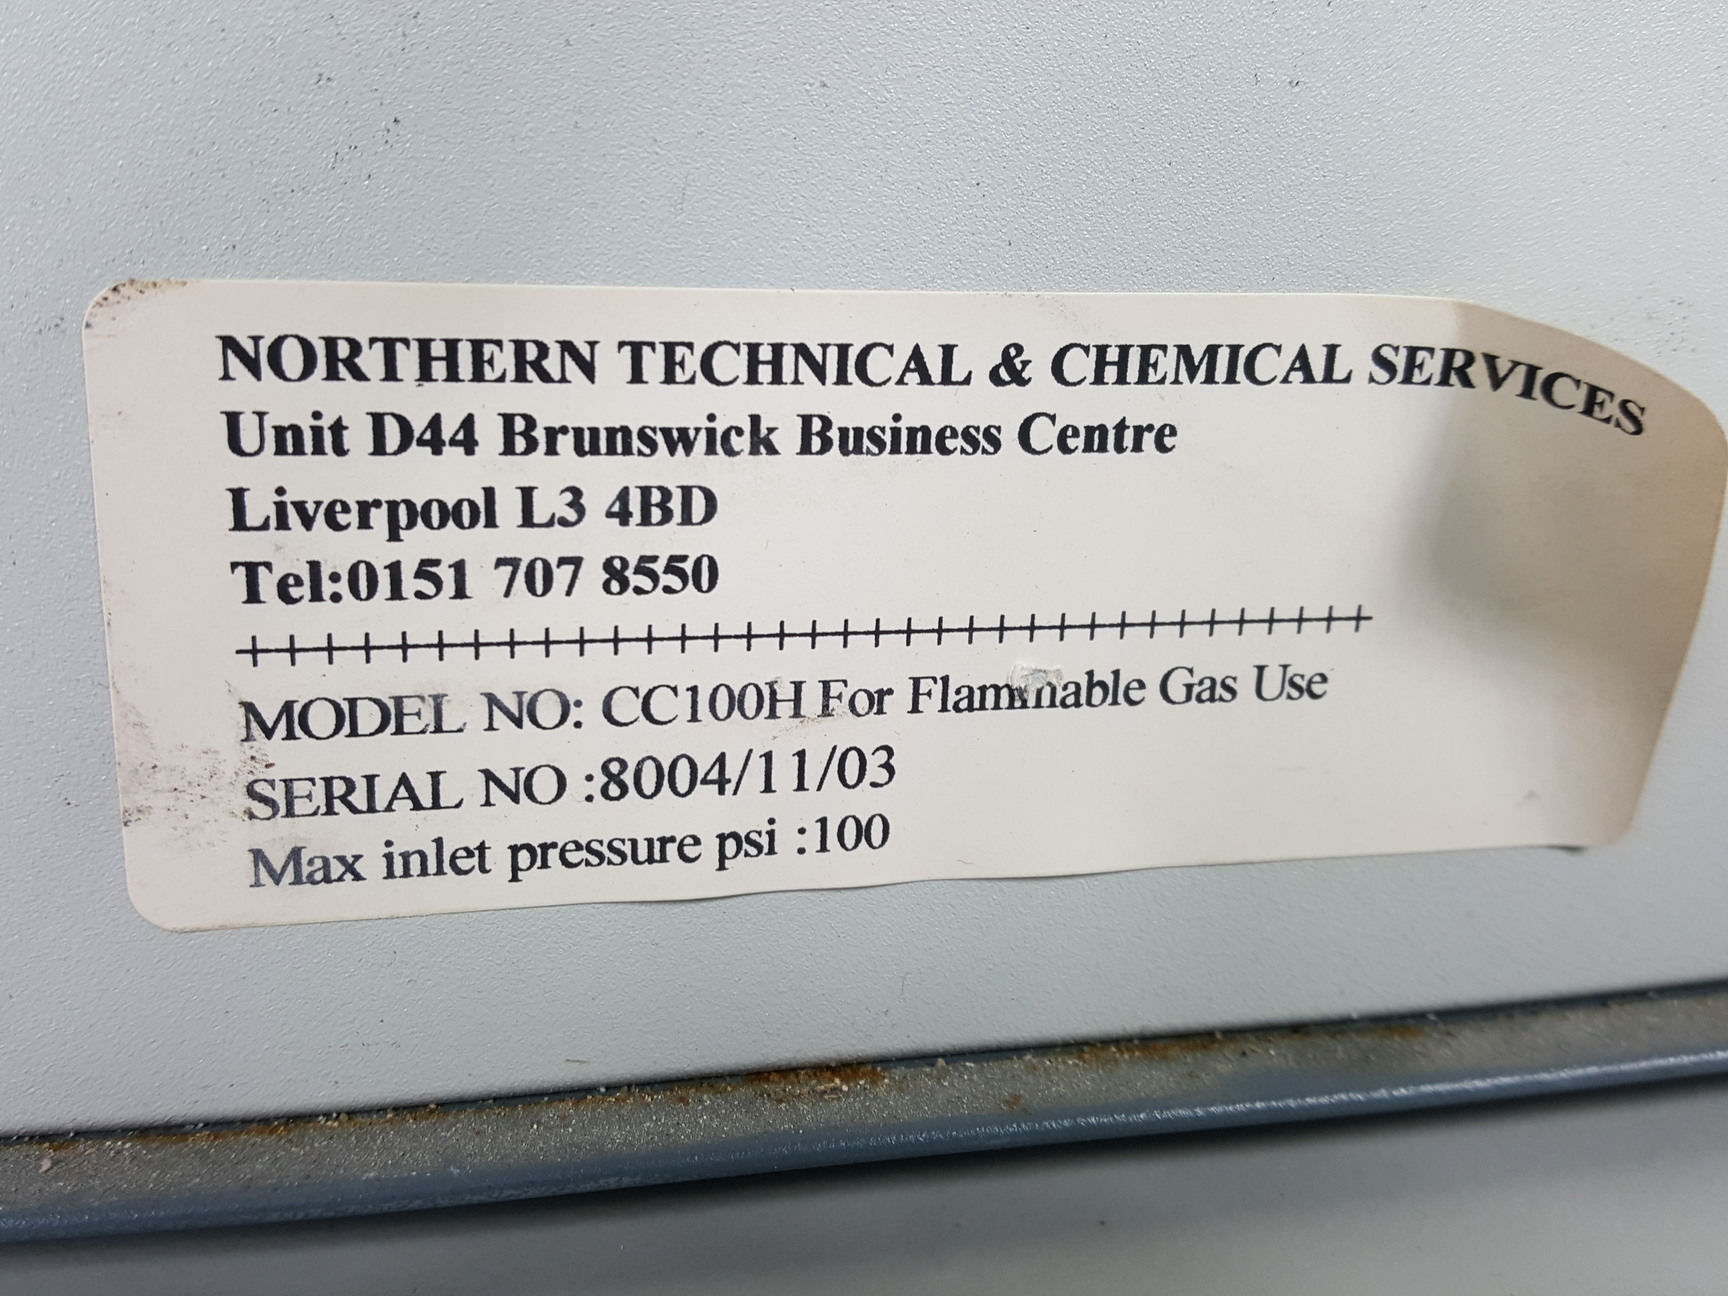 NORTHERN TECHNICAL & CHEMICAL SERVICES
Unit D44 Brunswick Business Centre
Liverpool L3 4BD
Tel:0151 707 8550
MODEL NO: CC100H For Flammable Gas Use
SERIAL NO :8004/11/03
Max inlet pressure psi :100